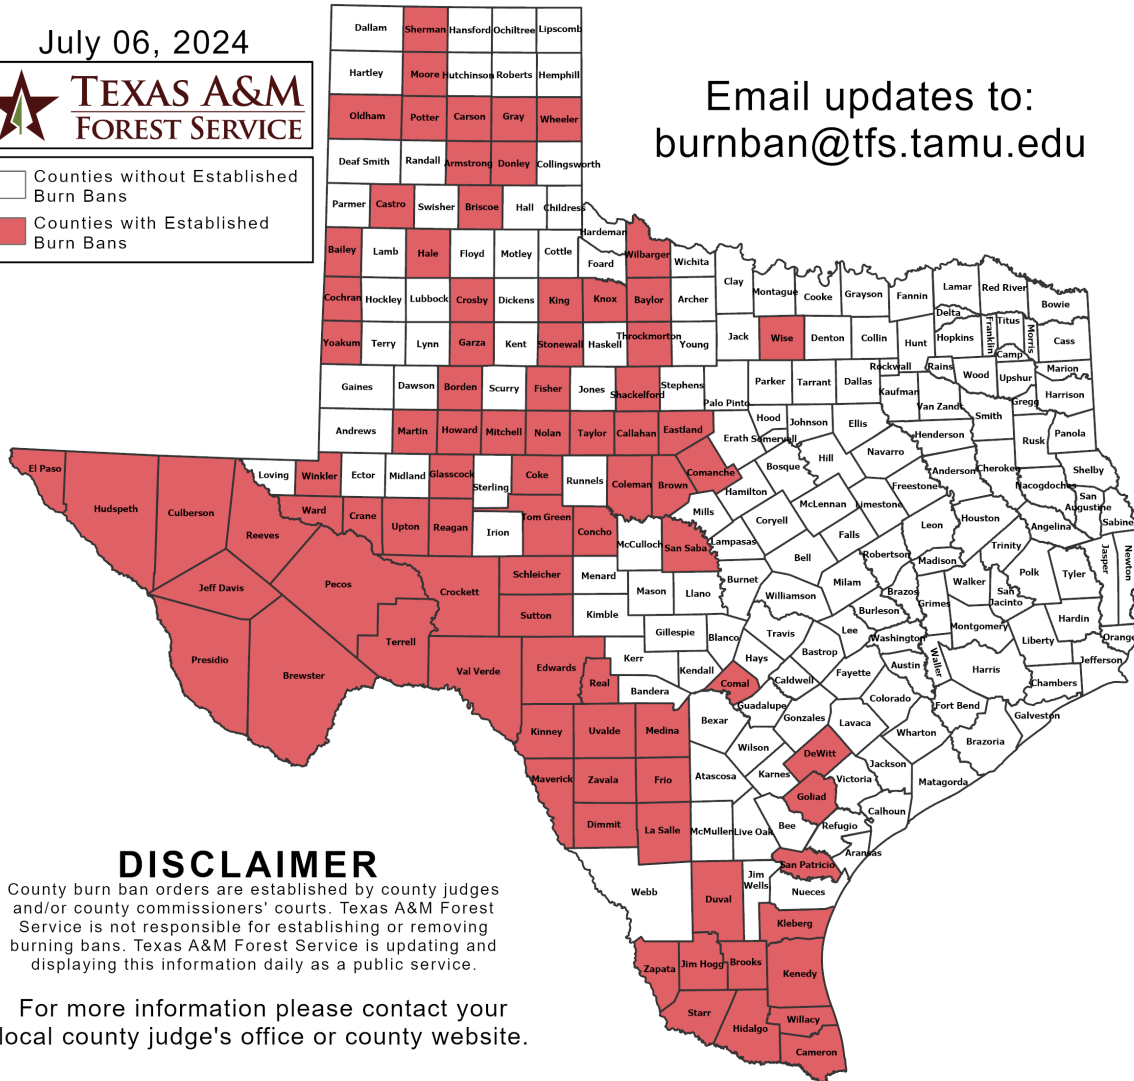 July 06, 2024
TEXAS A&M
FOREST SERVICE
Counties without Established
Burn Bans
Counties with Established
Burn Bans
Email updates to:
burnban@tfs.tamu.edu
Dallam Sherman Hansford Ochiltree Lipscomb
Hartley Moore Hutchinson Roberts Hemphill
Oldham Potter Carson Gray Wheeler
Deaf Smith Randall Armstrong Donley Collingsworth
Parmer Castro Swisher Briscoe Hall Childress
Hardeman
Bailey Lamb Hale Floyd Motley Cottle Foard Wilbarger Wichita
Clay Montague Cooke Grayson Fannin Lamar Red River Bowie
Cochran Hockley Lubbock Crosby Dickens King Knox Baylor Archer
Delta Franklin Titus Morris Cass
Yoakum Terry Lynn Garza Kent Stonewall Haskell Throckmorton Young Jack Wise Denton Collin Hunt Hopkins
Camp Marion
Rockwall Rains Wood Upshur Harrison
Gaines Dawson Borden Scurry Fisher Jones Shackelford Stephens Palo Pinto Parker Tarrant Dallas Kaufman Van Zandt Smith Gregg
Andrews Martin Howard Mitchell Nolan Taylor Callahan Eastland Erath Hood Somervell Johnson Ellis Henderson Rusk Panola
El Paso Hudspeth Culberson Reeves Loving Winkler Ector Midland Glasscock Sterling Coke Runnels Coleman Brown Comanche Hamilton Bosque Hill Navarro Freestone Anderson Cherokee Nacogdoches Shelby
San
Augustine
Sabine
Ward Crane Upton Reagan Irion Tom Green Concho McCulloch San Saba Mills Lampasas Coryell McLennan Limestone Falls Leon Houston Angelina
Trinity
Jasper
Newton
Jeff Davis Pecos Crockett Schleicher Menard Mason Llano Burnet Bell Milam Robertson Madison Walker Polk Tyler
San
Jacinto
Brazos Grimes
Presidio Brewster Terrell Val Verde Sutton Kimble Gillespie Blanco Williamson Travis Burleson Lee Washington Montgomery Liberty Hardin Orange
Edwards Real Kerr Kendall Bandera Comal Hays Caldwell Bastrop Fayette Austin Waller Harris Chambers Jefferson
Kinney Uvalde Medina Bexar Guadalupe Gonzales Lavaca Colorado Wharton Fort Bend Brazoria Galveston
Maverick Zavala Frio Atascosa Wilson Karnes DeWitt Victoria Jackson Matagorda
Goliad Calhoun
Dimmit La Salle McMullen Live Oak Bee Refugio Aransas
San Patricio
Webb Duval
Jim
Wells
Nueces
Kleberg
Zapata Jim Hogg Brooks Kenedy
Starr Hidalgo Willacy
Cameron
DISCLAIMER
County burn ban orders are established by county judges
and/or county commissioners' courts. Texas A&M Forest
Service is not responsible for establishing or removing
burning bans. Texas A&M Forest Service is updating and
displaying this information daily as a public service.
For more information please contact your
local county judge's office or county website.